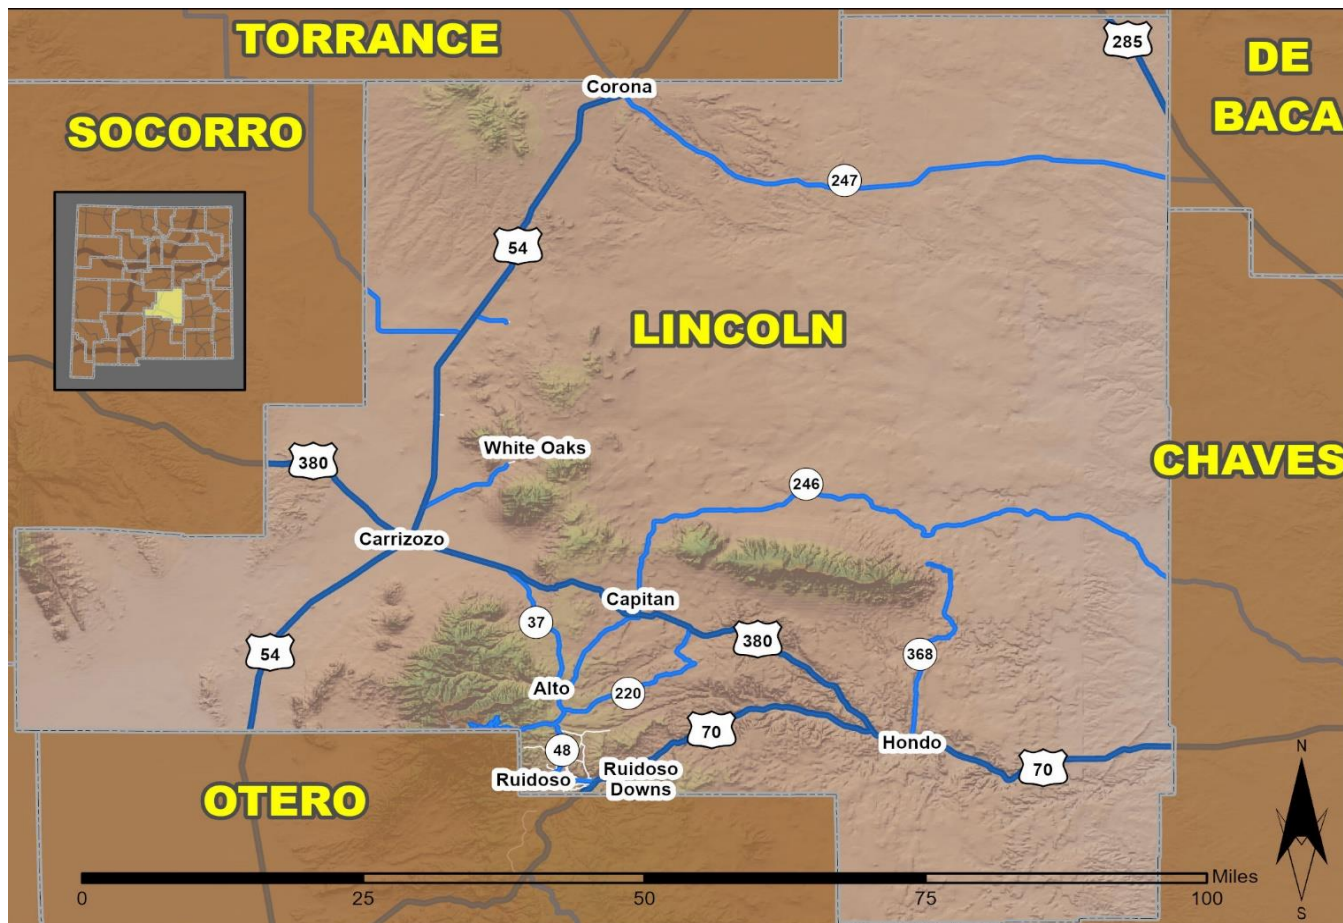 TORRANCE
285
DE
BACA
Corona
SOCORRO
247
54
LINCOLN
White Oaks
380
CHAVES
246
Carrizozo
Capitan
37
380
54
368
Alto
220
70
Hondo
48
70
Ruidoso
Ruidoso
Downs
OTERO
N
S
0
25
50
75
100
Miles